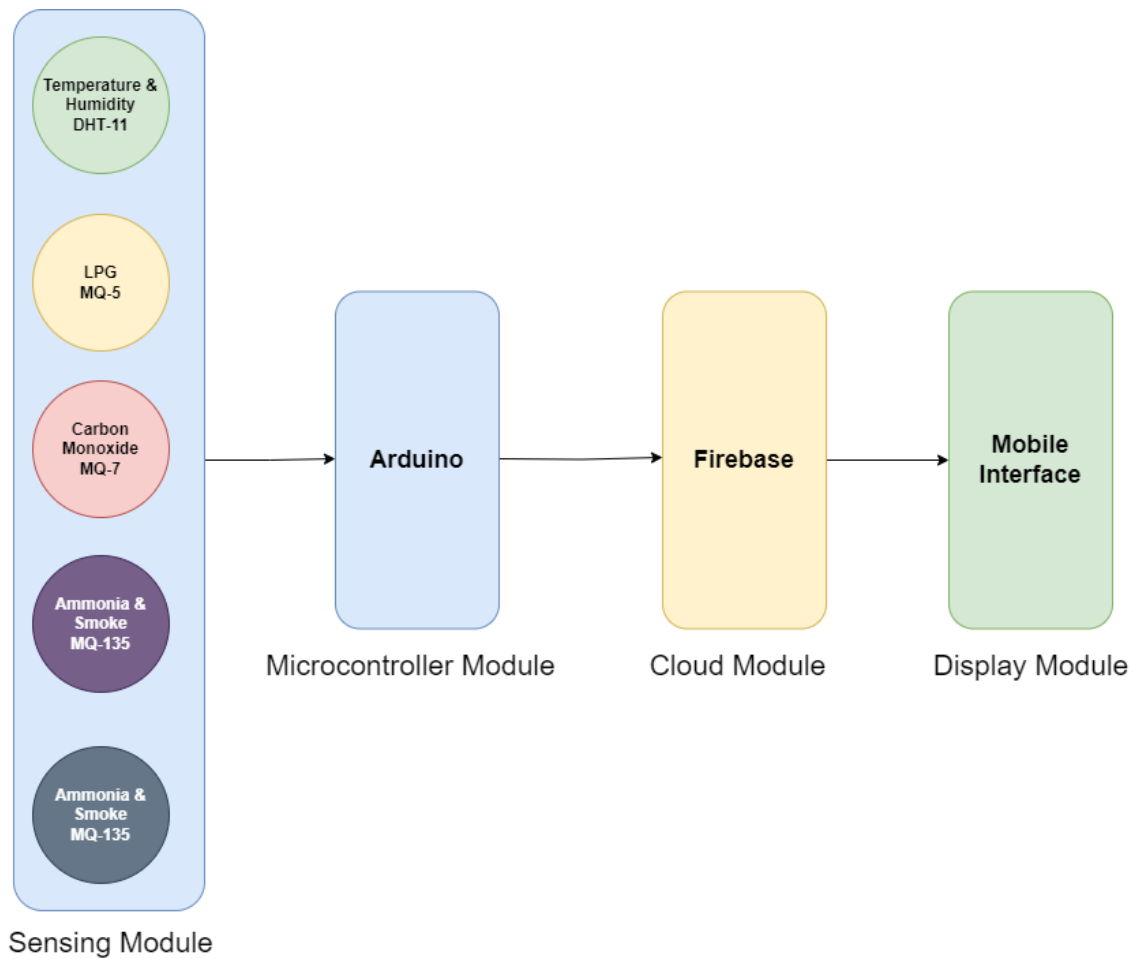 Temperature &
Humidity
DHT-11
LPG
MQ-5
Carbon
Monoxide
MQ-7
Ammonia &
Smoke
MQ-135
Ammonia &
Smoke
MQ-135
Sensing Module
Arduino
Microcontroller Module
Firebase
Cloud Module
Mobile
Interface
Display Module